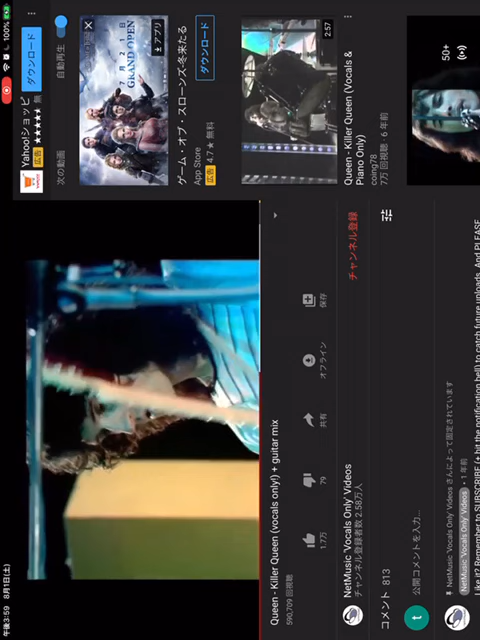 午後3:59 8月1日(土)
100%
Queen - Killer Queen (vocals only!) + guitar mix
590,709 回視聴
1.7万
79
共有
オフライン
保存
NetMusic 'Vocals Only' Videos
チャンネル登録者数 2.58万人
チャンネル登録
コメント 813
公開コメントを入力...
NetMusic 'Vocals Only' Videos さんによって固定されています
NetMusic 'Vocals Only' Videos • 1 年前
Like it? Remember to SUBSCRIBE (+ hit the notification bell) to catch future uploads. And PLEASE
Yahoo!ショッピ
広告 ★★★★★ 無
ダウンロード
次の動画
自動再生
7月21日
GRAND OPEN
アプリ
ゲーム・オブ・スローンズ-冬来たる
App Store
広告 4.7★ 無料
ダウンロード
2:57
Queen - Killer Queen (Vocals &
Piano Only)
coing78
7万 回視聴 6 年前
50+